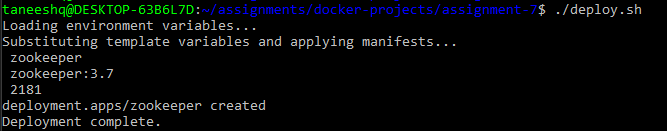 taneeshq@DESKTOP-63B6L7D:~/assignments/docker-projects/assignment-7$ ./deploy.sh
Loading environment variables...
Substituting template variables and applying manifests...
zookeeper
zookeeper:3.7
2181
deployment.apps/zookeeper created
Deployment complete.